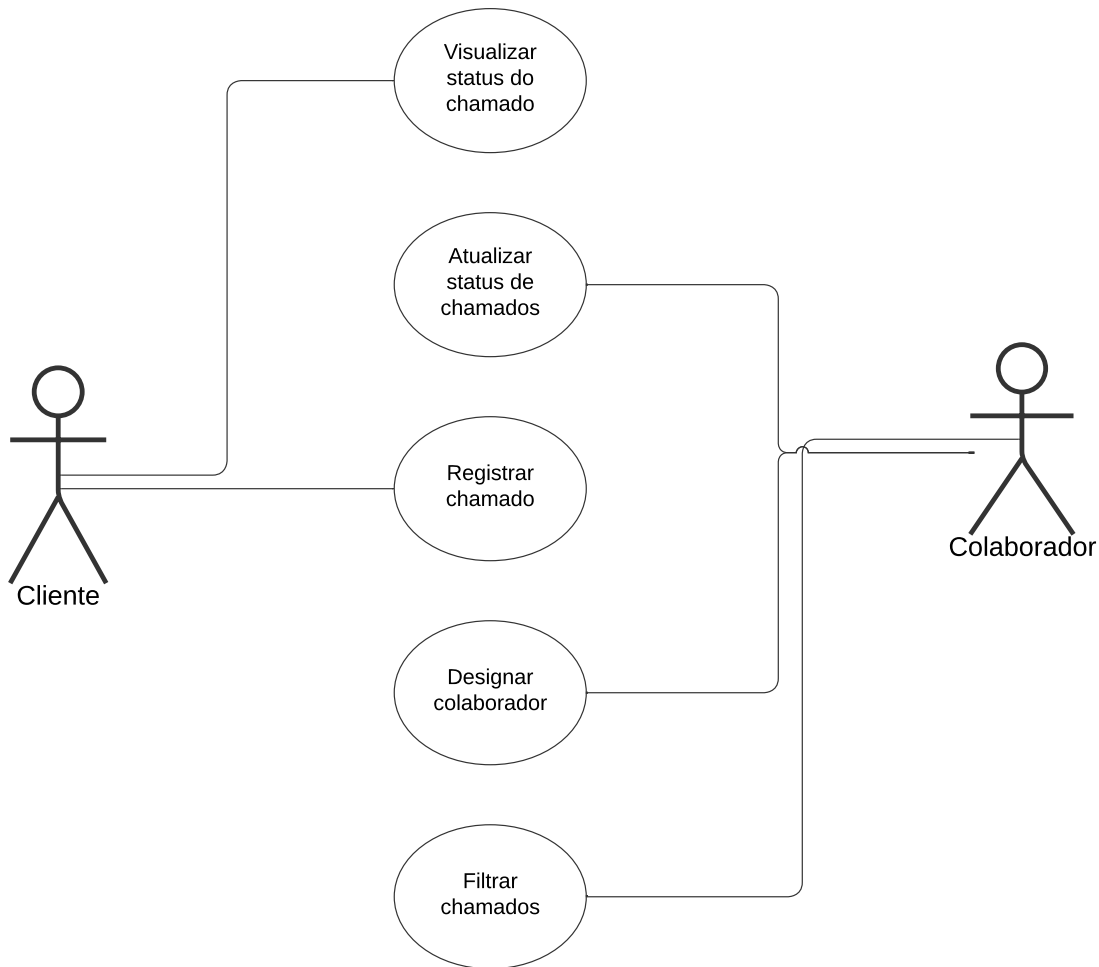 Visualizar
status do
chamado
Atualizar
status de
chamados
Registrar
chamado
Cliente
Colaborador
Designar
colaborador
Filtrar
chamados